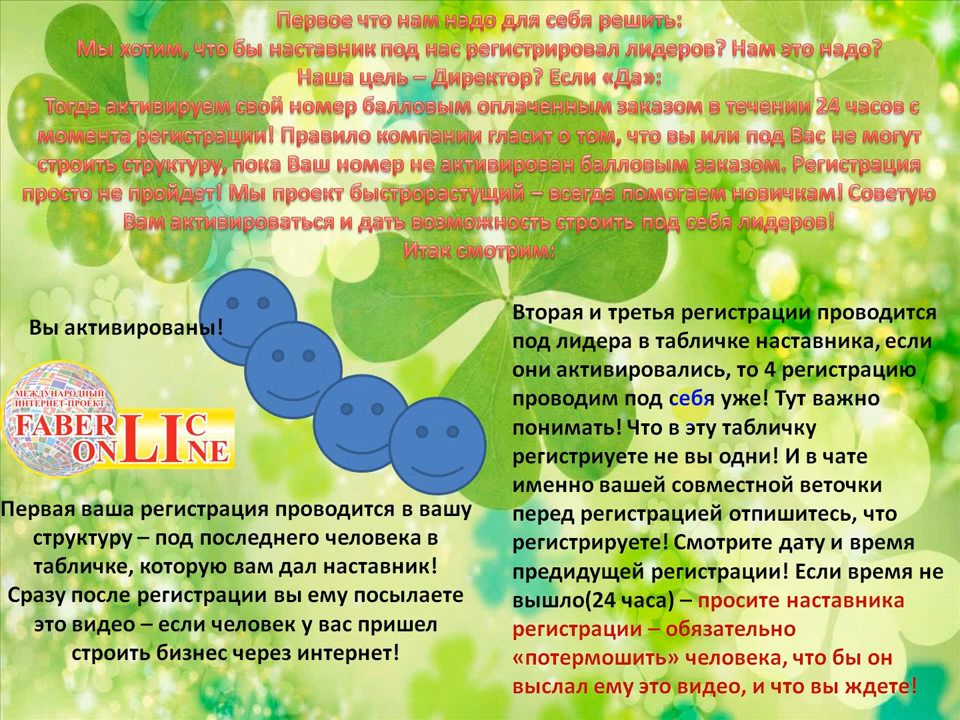 Первое что нам надо для себя решить:
Мы хотим, что бы наставник под нас регистрировал лидеров? Нам это надо?
Наша цель – Директор? Если «Да»:
Тогда активируем свой номер балловым оплаченным заказом в течении 24 часов с
момента регистрации! Правило компании гласит о том, что вы или под Вас не могут
строить структуру, пока Ваш номер не активирован балловым заказом. Регистрация
просто не пройдет! Мы проект быстрорастущий – всегда помогаем новичкам! Советую
Вам активироваться и дать возможность строить под себя лидеров!
Итак смотрим:
Вы активированы!
МЕЖДУНАРОДНЫЙ
ИНТЕРНЕТ-ПРОЕКТ
FABERLIC
ONLINE
Первая ваша регистрация проводится в вашу
структуру – под последнего человека в
табличке, которую вам дал наставник!
Сразу после регистрации вы ему посылаете
это видео – если человек у вас пришел
строить бизнес через интернет!
Вторая и третья регистрации проводится
под лидера в табличке наставника, если
они активировались, то 4 регистрацию
проводим под себя уже! Тут важно
понимать! Что в эту табличку
регистриуете не вы одни! И в чате
именно вашей совместной веточки
перед регистрацией отпишитесь, что
регистрируете! Смотрите дату и время
предидущей регистрации! Если время не
вышло(24 часа) – просите наставника
регистрации – обязательно
«потермошить» человека, что бы он
выслал ему это видео, и что вы ждете!